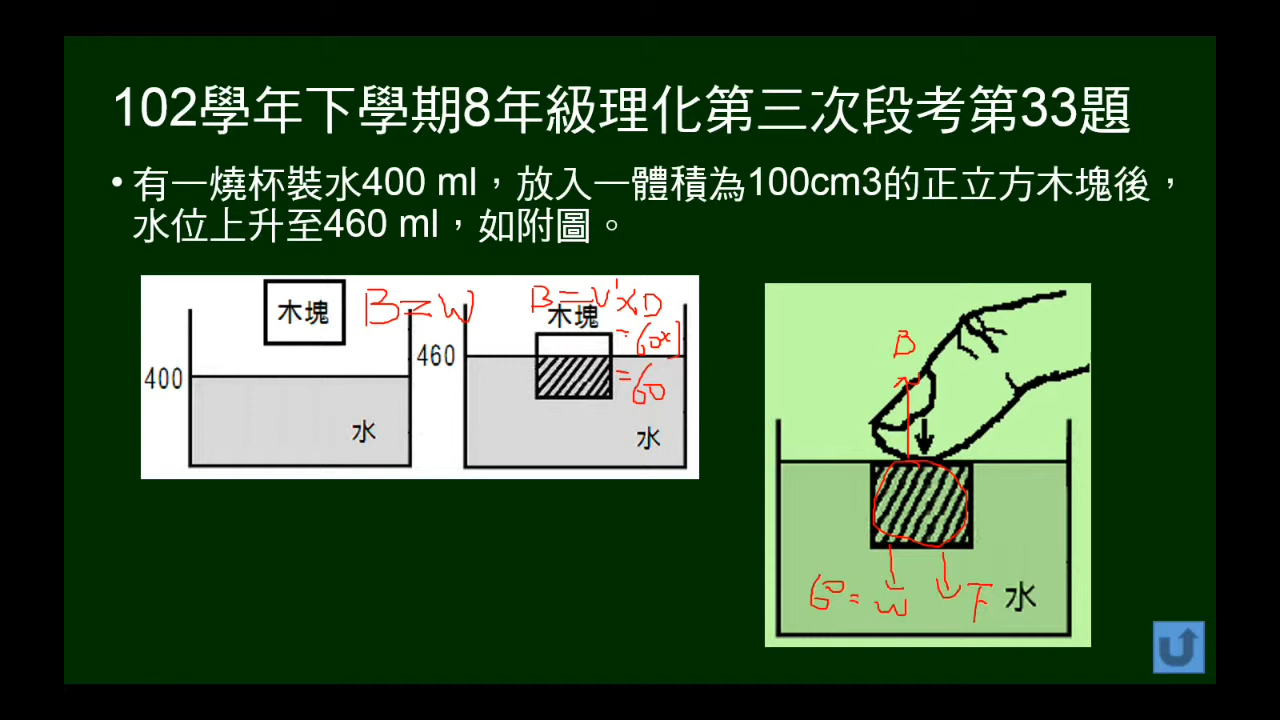 102學年下學期8年級理化第三次段考第33題
•有一燒杯裝水400 ml，放入一體積為100cm3的正立方木塊後，
水位上升至460 ml，如附圖。
木塊
B=W
400
水
B=V'×D
木塊
=60×1
460
=60
水
B
60=W
下
水